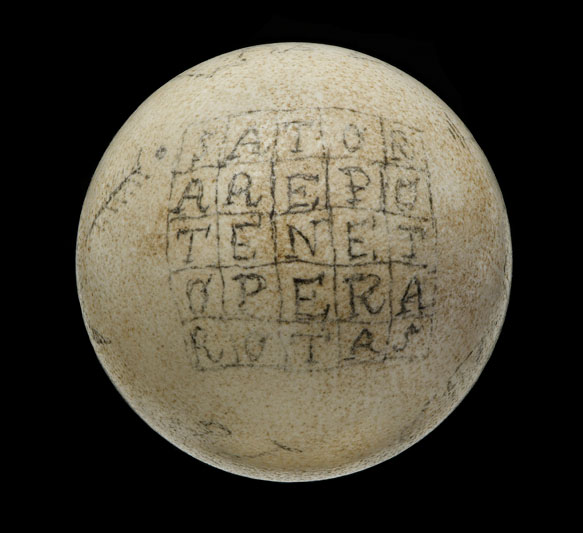 SATOR
AREPO
TENET
OPERA
ROTAS